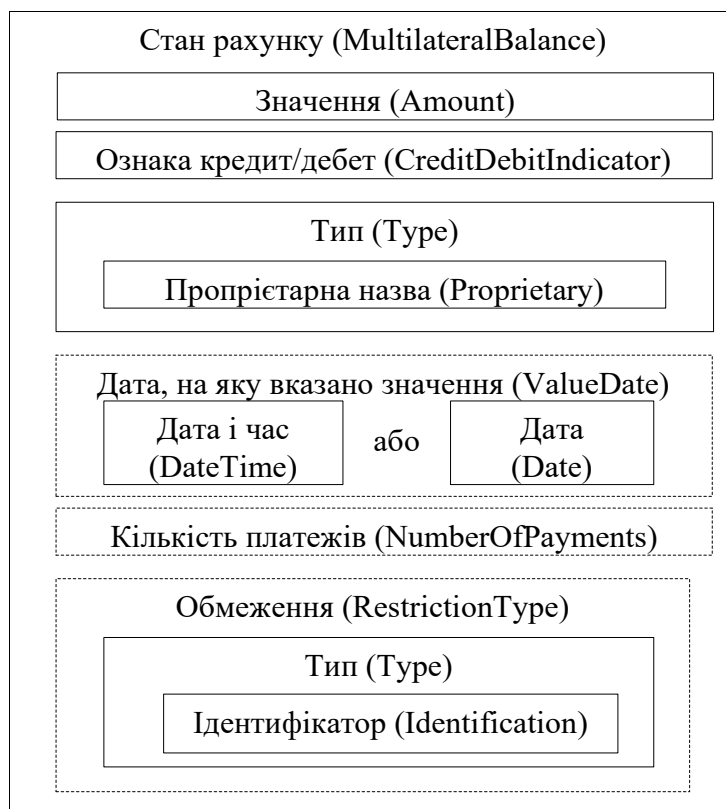 Стан рахунку (MultilateralBalance)
Значення (Amount)
Ознака кредит/дебет (CreditDebitIndicator)
Тип (Type)
Пропрієтарна назва (Proprietary)
Дата, на яку вказано значення (ValueDate)
Дата і час
(DateTime)
або
Дата
(Date)
Кількість платежів (NumberOfPayments)
Обмеження (RestrictionType)
Тип (Type)
Ідентифікатор (Identification)